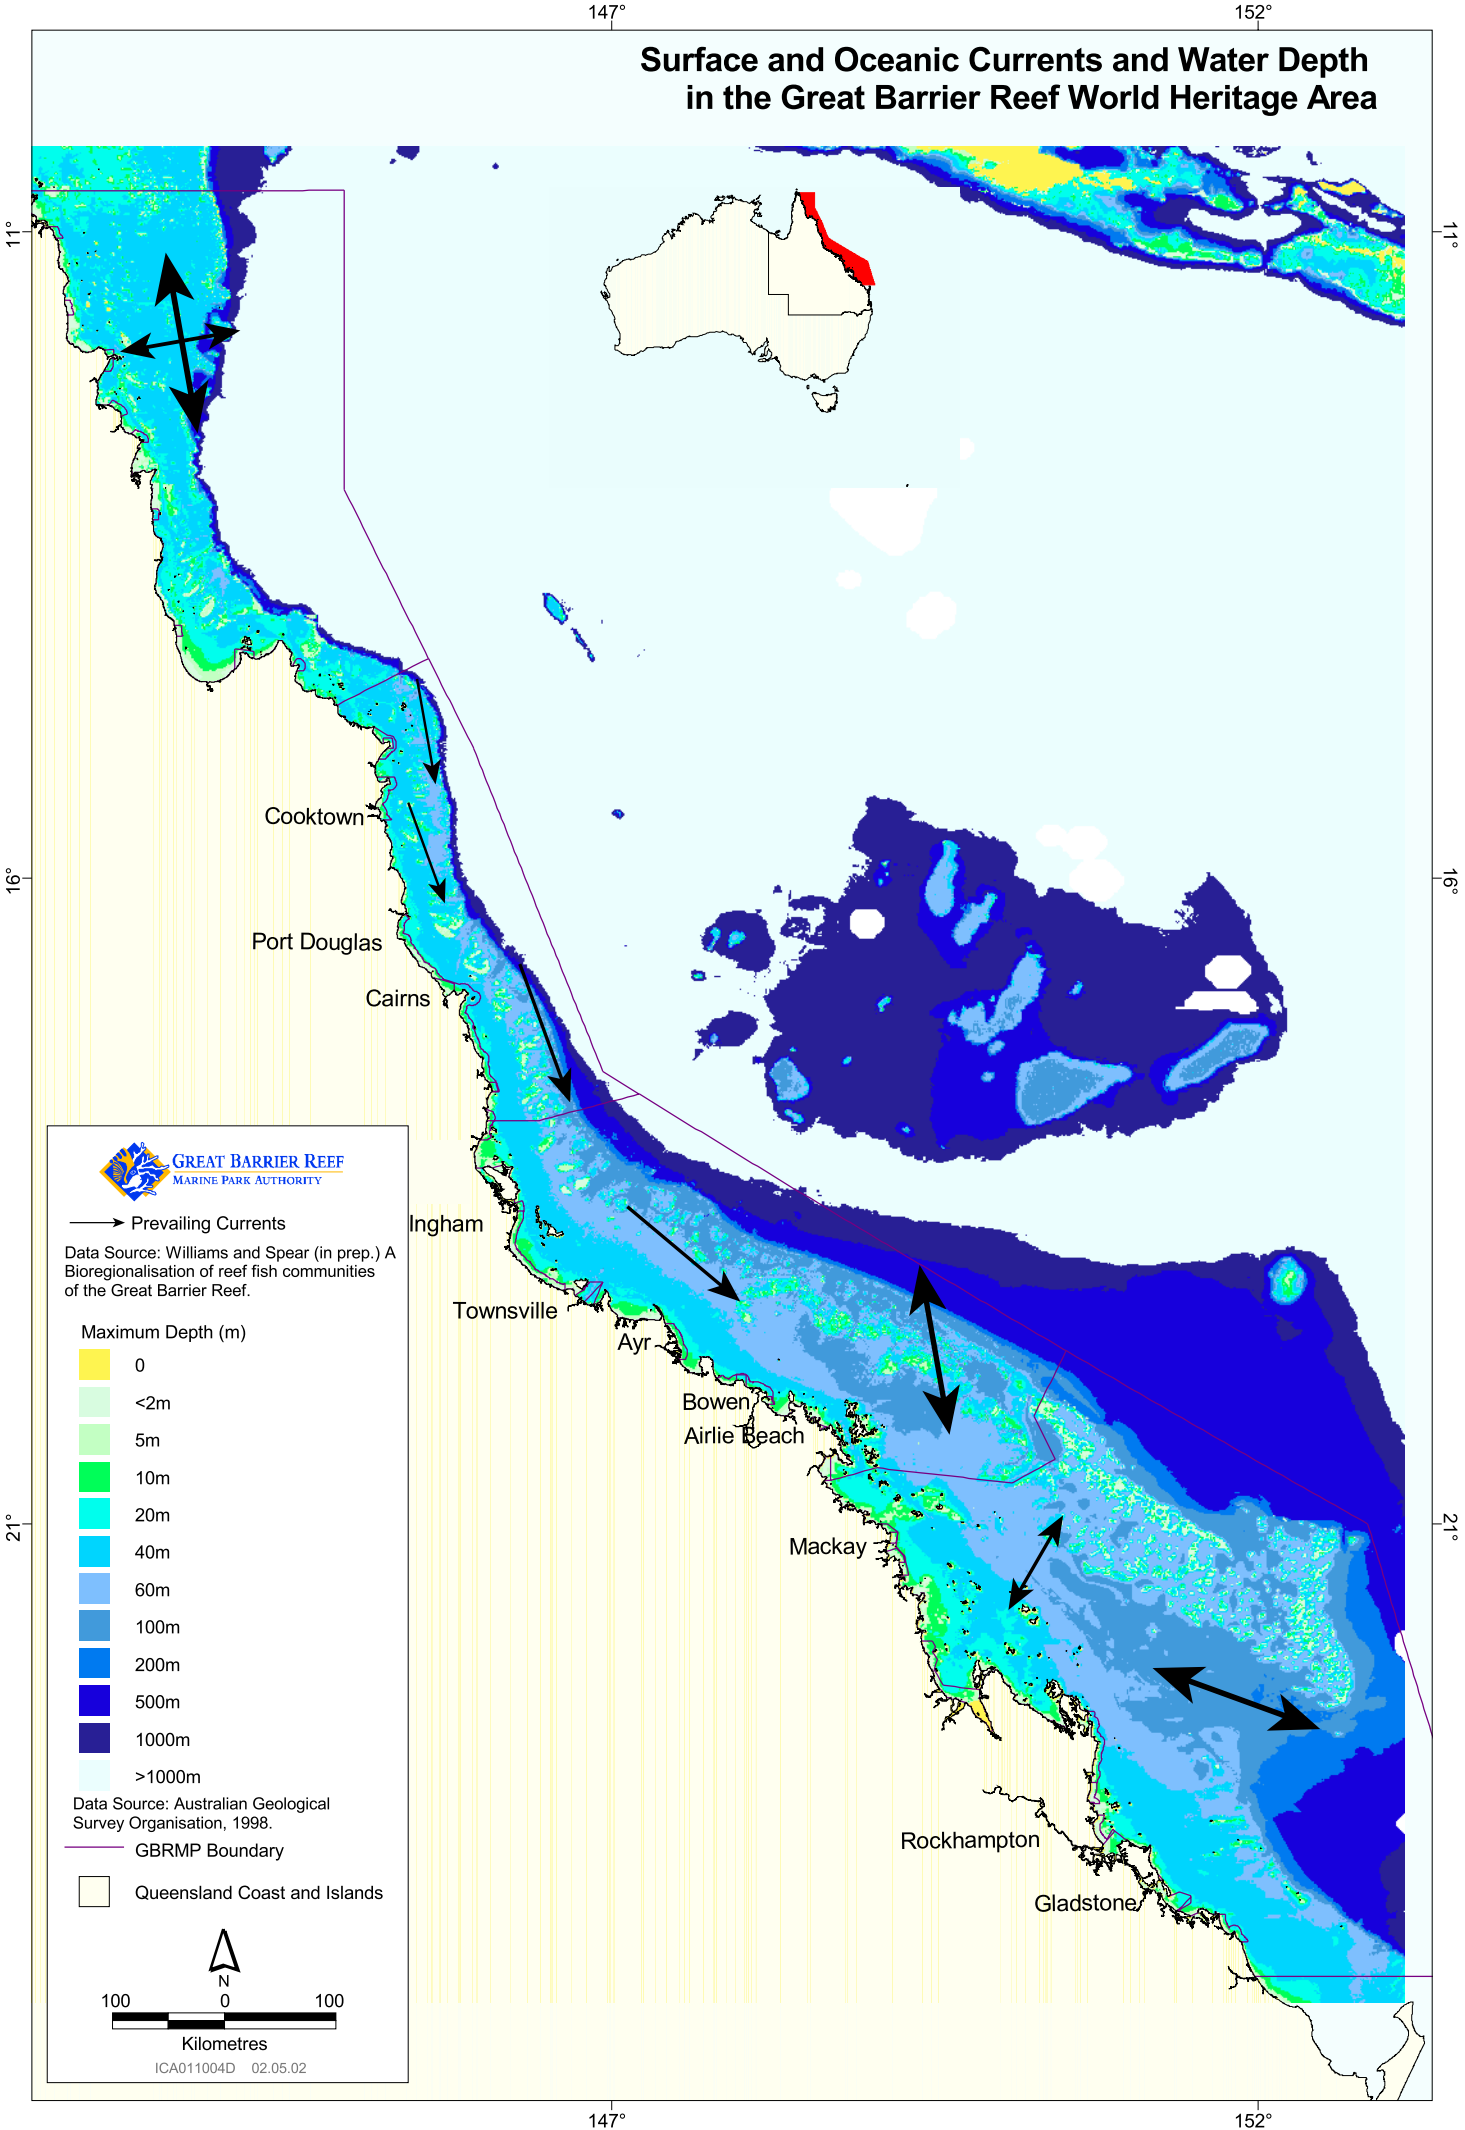 147°
152°
Surface and Oceanic Currents and Water Depth
in the Great Barrier Reef World Heritage Area
11°
11°
Cooktown
16°
16°
Port Douglas
Cairns
GREAT BARRIER REEF
MARINE PARK AUTHORITY
Prevailing Currents
Ingham
Data Source: Williams and Spear (in prep.) A
Bioregionalisation of reef fish communities
of the Great Barrier Reef.
Townsville
Ayr
Maximum Depth (m)
0
<2m
5m
10m
20m
40m
60m
100m
200m
500m
1000m
>1000m
Bowen
Airlie Beach
21°
21°
Mackay
Data Source: Australian Geological
Survey Organisation, 1998.
GBRMP Boundary
Rockhampton
Queensland Coast and Islands
Gladstone
N
100 0 100
Kilometres
ICA011004D 02.05.02
147°
152°